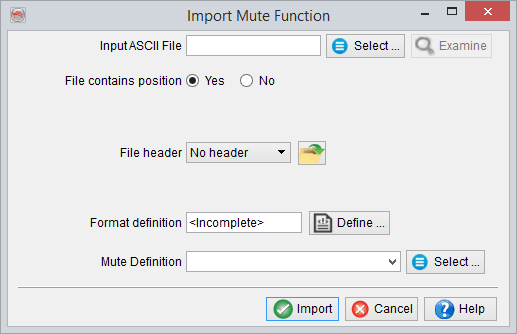 Import Mute Function
Input ASCII File Select ... Examine
File contains position Yes No
File header No header
Format definition <Incomplete> Define ...
Mute Definition Select ...
Import Cancel Help